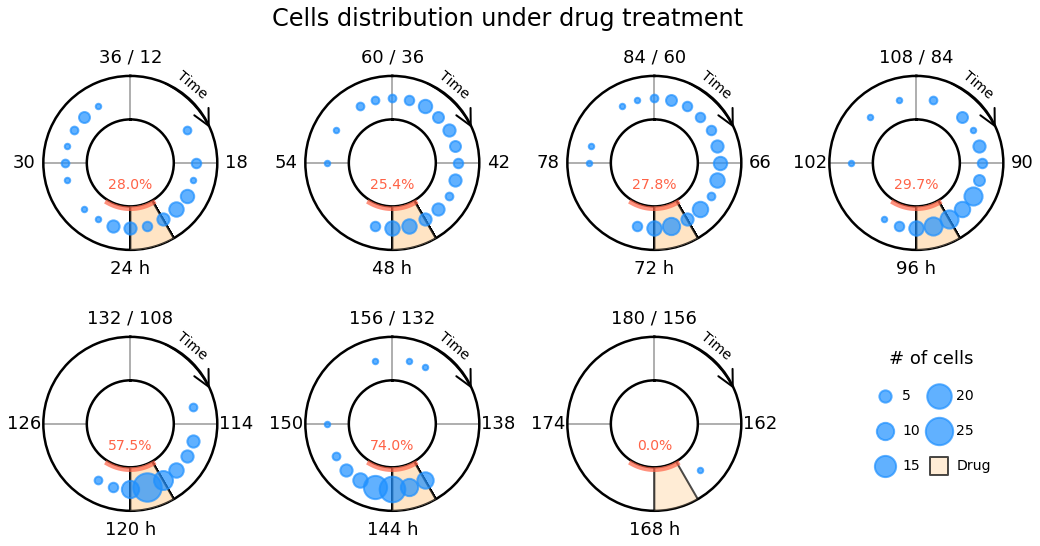 Cells distribution under drug treatment
36 / 12
Time
30
18
28.0%
24 h
60 / 36
Time
54
42
25.4%
48 h
84 / 60
Time
78
66
27.8%
72 h
108 / 84
Time
102
90
29.7%
96 h
132 / 108
Time
126
114
57.5%
120 h
156 / 132
Time
150
138
74.0%
144 h
180 / 156
Time
174
162
0.0%
168 h
# of cells
5
20
10
25
15
Drug